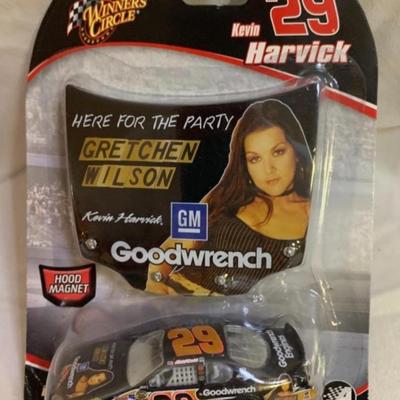 WINNER'S CIRCLE
Kevin 29
Harvick
HERE FOR THE PARTY
GRETCHEN
WILSON
Kevin Harvick.
GM
Goodwrench
HOOD
MAGNET
29
Goodwrench